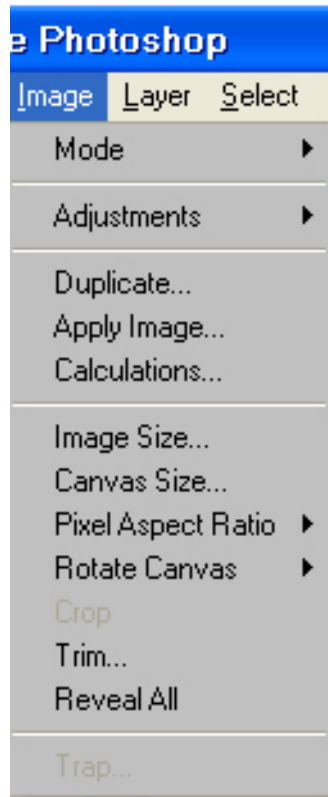 e Photoshop
Image Layer Select
Mode
Adjustments
Duplicate...
Apply Image...
Calculations...
Image Size...
Canvas Size...
Pixel Aspect Ratio
Rotate Canvas
Crop
Trim...
Reveal All
Trap...